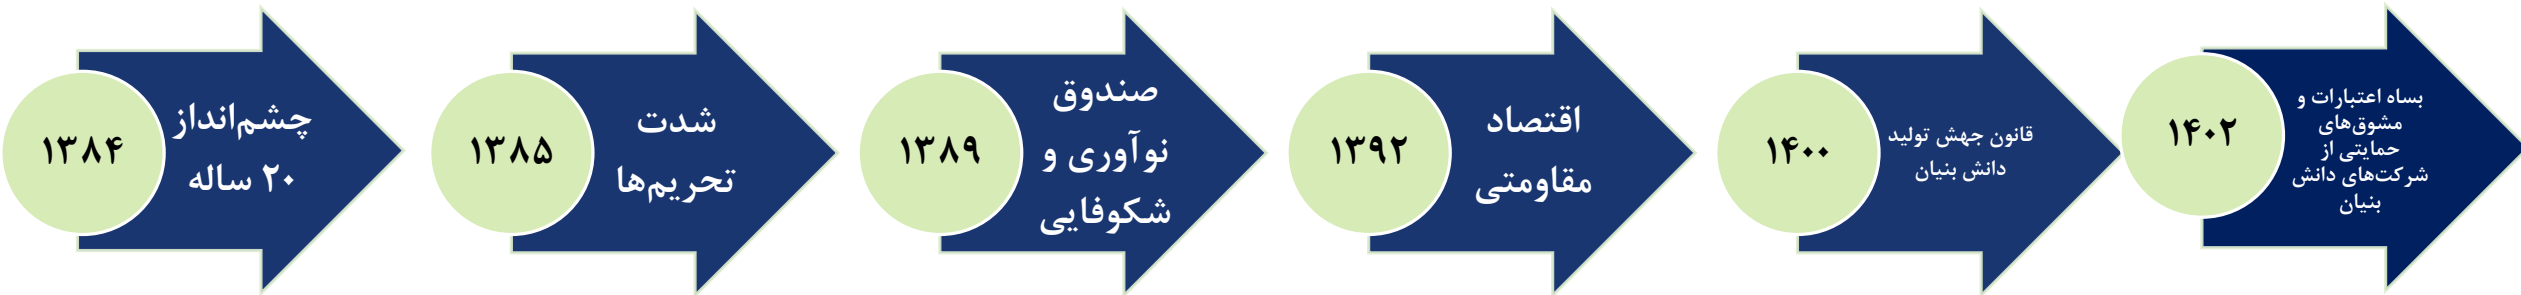 ۱۳۸۴
چشم‌انداز
۲۰ ساله
۱۳۸۵
شدت
تحریم‌ها
۱۳۸۹
صندوق
نوآوری و
شکوفایی
۱۳۹۲
اقتصاد
مقاومتی
۱۴۰۰
قانون جهش تولید
دانش بنیان
۱۴۰۲
بساه اعتبارات و
مشوق‌های
حمایتی از
شرکت‌های دانش
بنیان